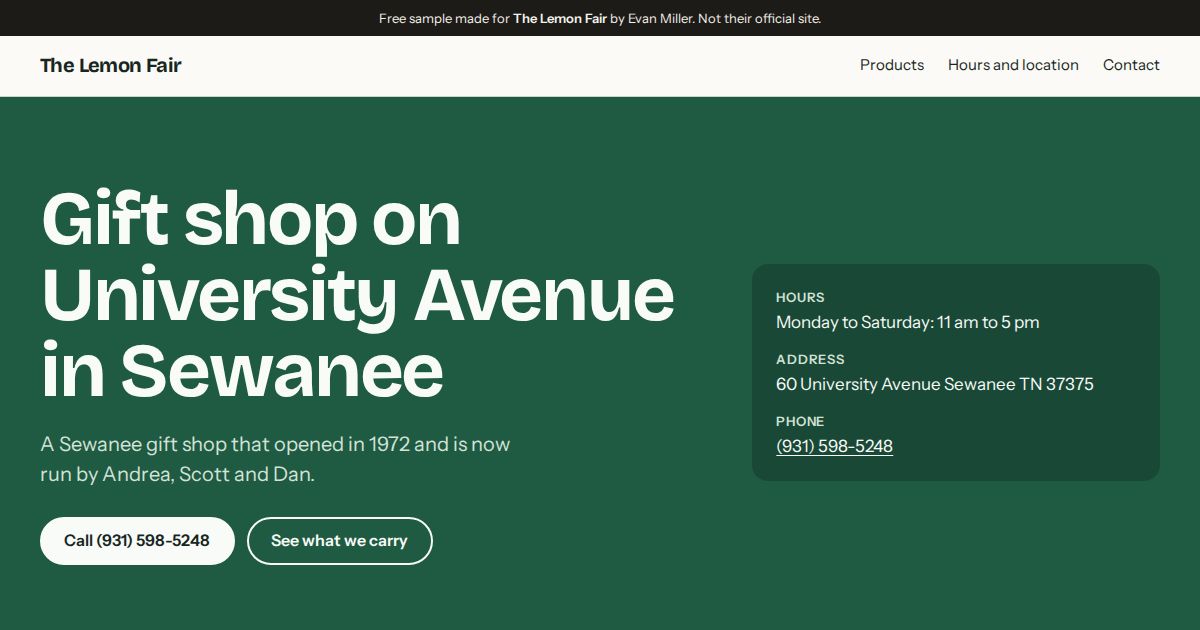 Free sample made for The Lemon Fair by Evan Miller. Not their official site.
The Lemon Fair
Products
Hours and location
Contact
Gift shop on
University Avenue
in Sewanee
A Sewanee gift shop that opened in 1972 and is now
run by Andrea, Scott and Dan.
Call (931) 598-5248
See what we carry
HOURS
Monday to Saturday: 11 am to 5 pm
ADDRESS
60 University Avenue Sewanee TN 37375
PHONE
(931) 598-5248